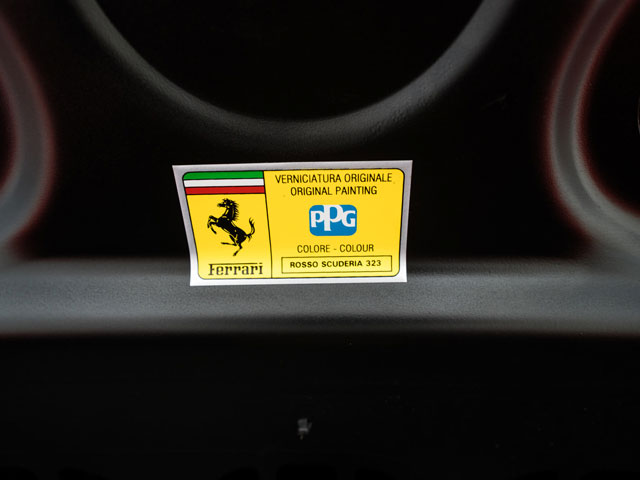 VERNICIATURA ORIGINALE
ORIGINAL PAINTING
PPG
COLORE - COLOUR
ROSSO SCUDERIA 323
Ferrari